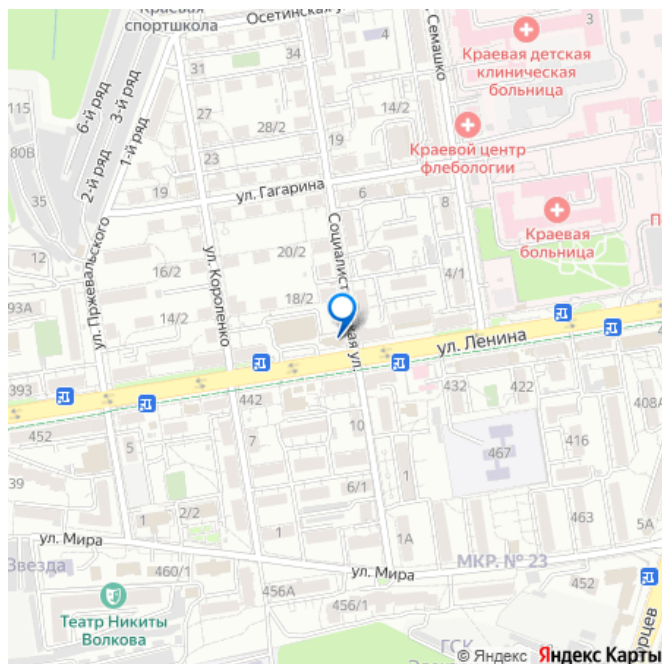 Краевая
спортшкола
Осетинская у
Семашко
3
Краевая детская
клиническая
больница
4
31
34
6-й ряд
3-й ряд
115
27
14/2
28/2
Краевой центр
флебологии
19
80В
2-й ряд
1-й ряд
23
19
ул. Гагарина
6
8
35
Краевая
больница
П
12
ул. Пржевальского
16/2
ул. Короленко
20/2
Социалист
кая ул.
4/1
93А
14/2
18/2
ул. Ленина
393
452
442
432
422
408А
5
7
10
467
416
39
6/1
1
463
2/2
1
1
1А
5А
ул. Мира
МКР. № 23
Звезда
460/1
ул. Мира
452
456А
456/1
Театр Никиты
Волкова
ГСК
орцев
© Яндекс Яндекс Карты